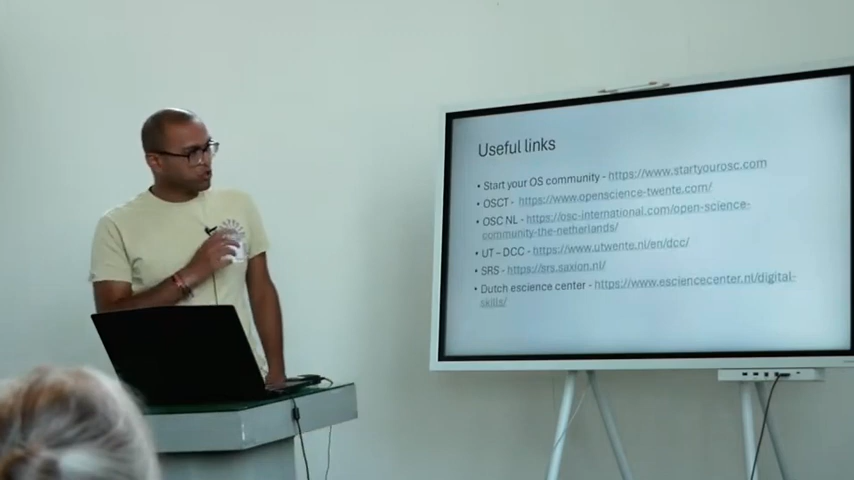 Useful links
• Start your OS community - https://www.startyourosc.com
• OSCT - https://www.openscience-twente.com/
• OSC NL - https://osc-international.com/open-science-
community-the-netherlands/
• UT – DCC - https://www.utwente.nl/en/dcc/
• SRS - https://srs.saxion.nl/
• Dutch escience center - https://www.esciencecenter.nl/digital-
skills/